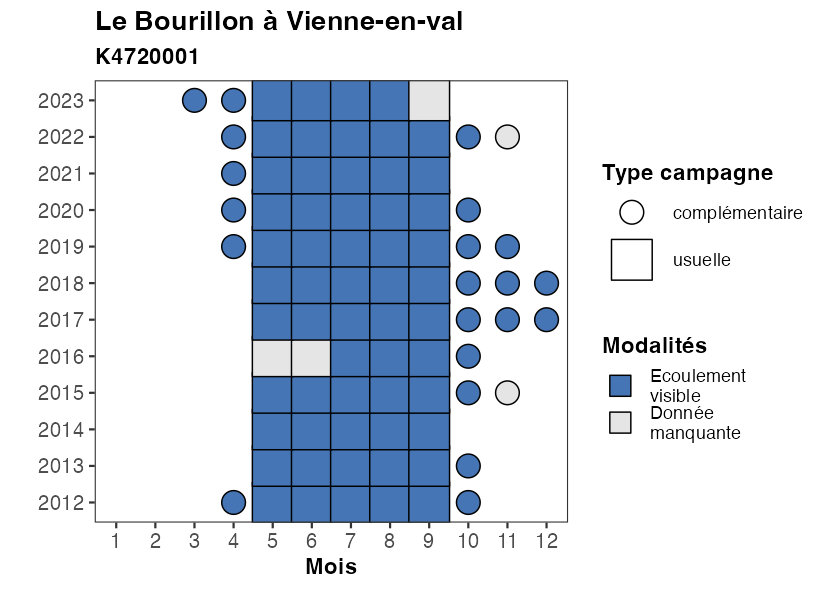 Le Bourillon à Vienne-en-val
K4720001
2023
2022
2021
2020
2019
2018
2017
2016
2015
2014
2013
2012
1 2 3 4 5 6 7 8 9 10 11 12
Mois
Type campagne
complémentaire
usuelle
Modalités
Ecoulement
visible
Donnée
manquante